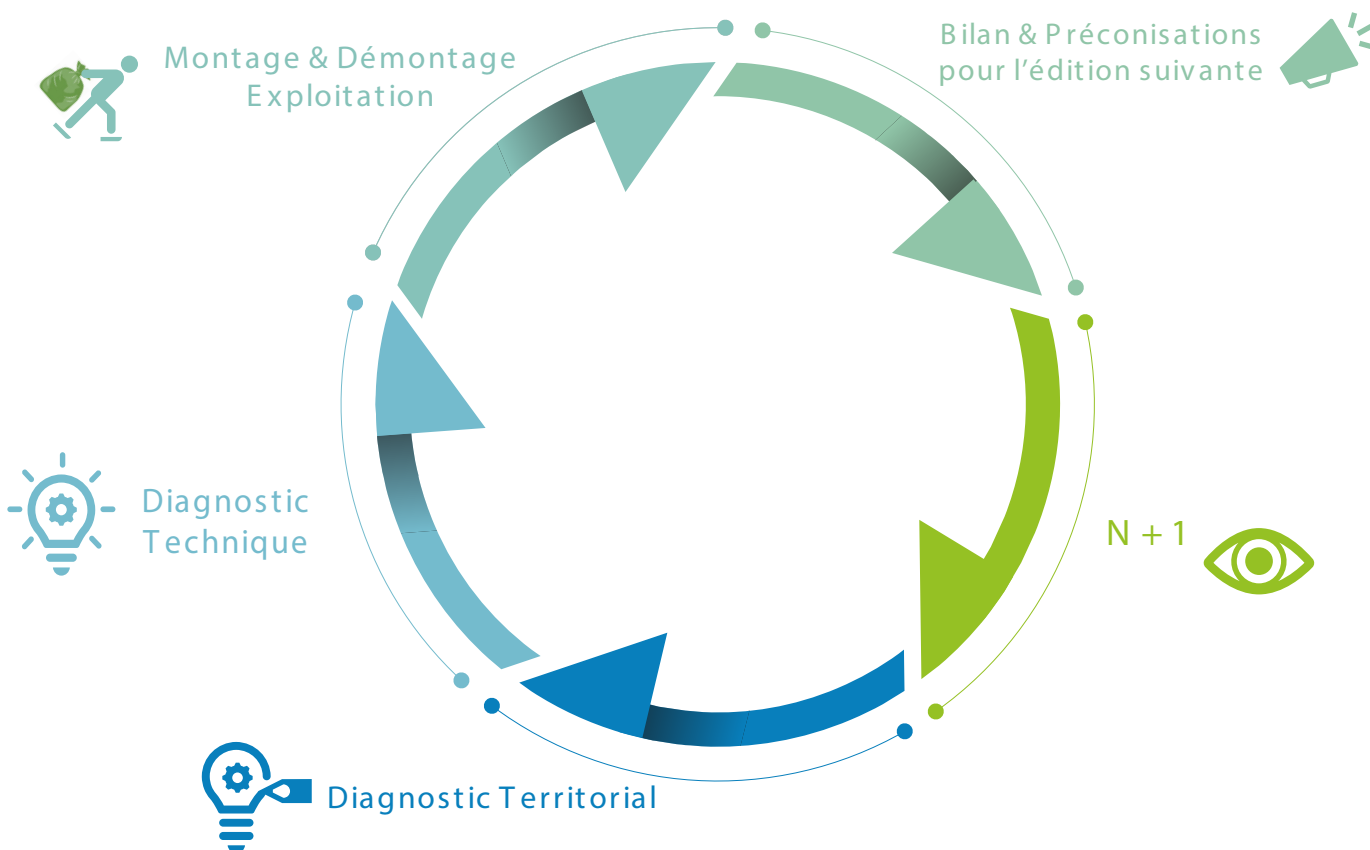 Montage & Démontage
Exploitation
Bilan & Préconisations
pour l’édition suivante
Diagnostic
Technique
N + 1
Diagnostic Territorial